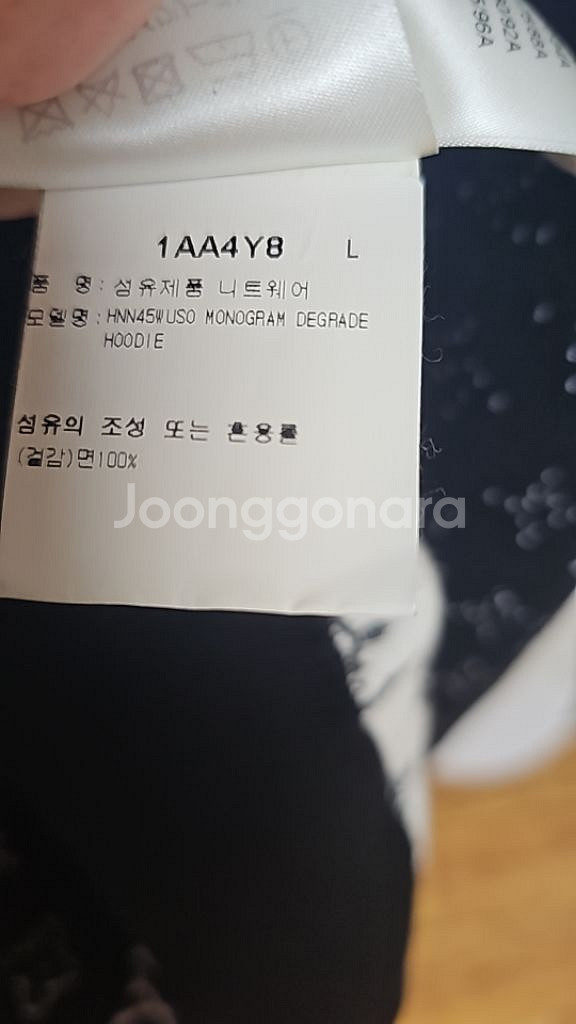 1AA4Y8 L
품 명 : 섬유제품 니트웨어
모델명 : HNN45WUSO MONOGRAM DEGRADE
HOODIE
섬유의 조성 또는 혼용률
(겉감)면100%
Joonggonara